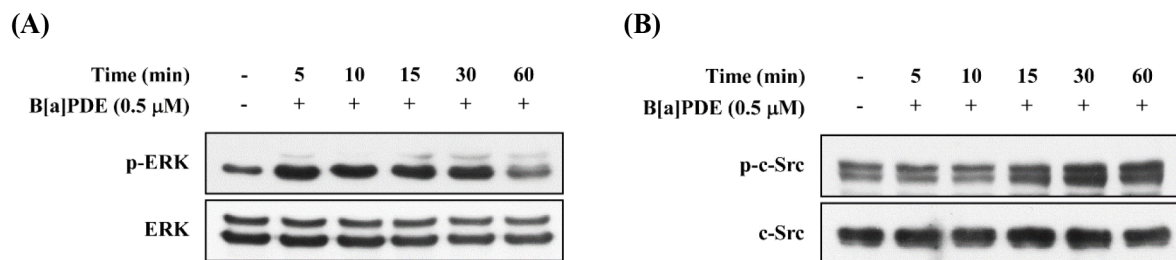 (A)
Time (min) - 5 10 15 30 60
B[a]PDE (0.5 μM) - + + + + +
p-ERK
ERK
(B)
Time (min) - 5 10 15 30 60
B[a]PDE (0.5 μM) - + + + + +
p-c-Src
c-Src